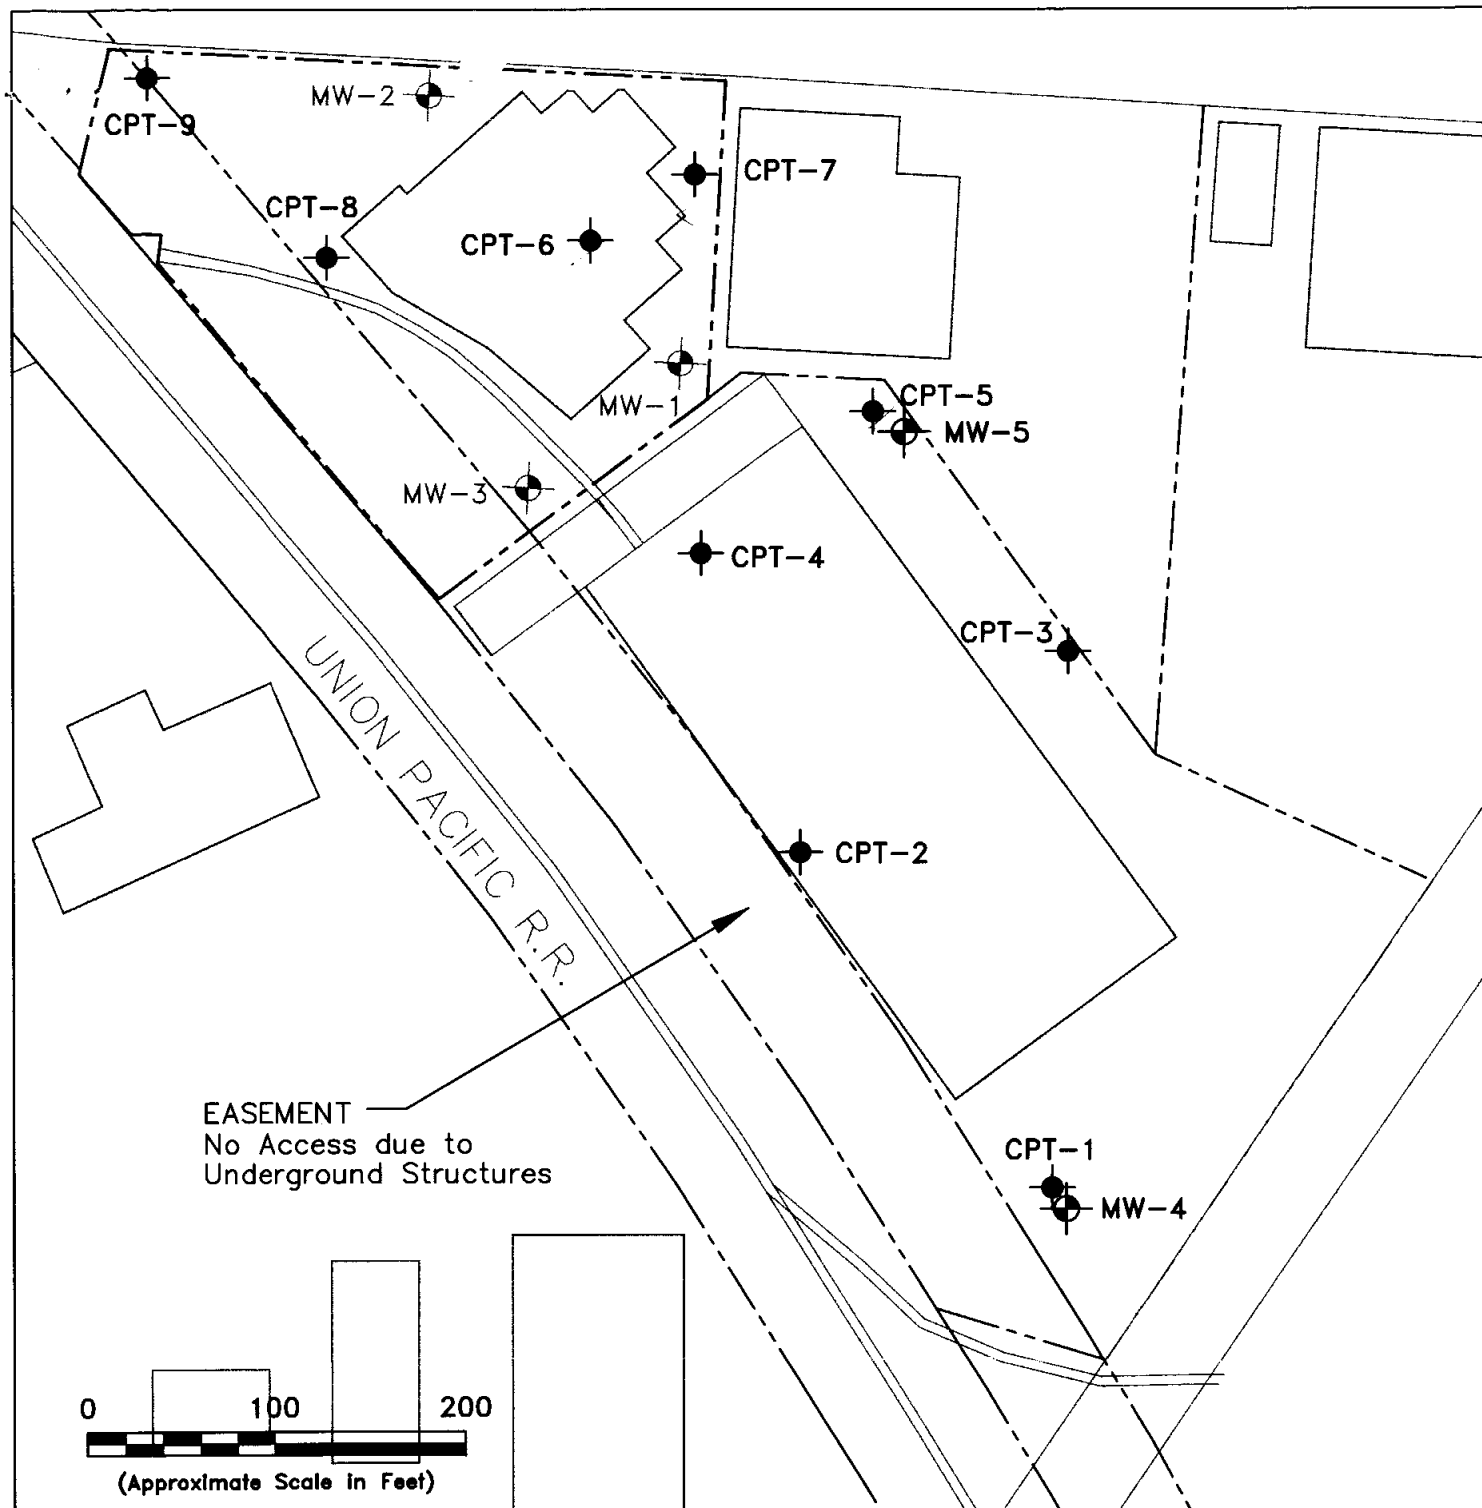 MW-2
CPT-9
CPT-7
CPT-8
CPT-6
MW-1
CPT-5
MW-5
MW-3
CPT-4
CPT-3
UNION PACIFIC R.R.
CPT-2
EASEMENT
No Access due to
Underground Structures
CPT-1
MW-4
0 100 200
(Approximate Scale in Feet)